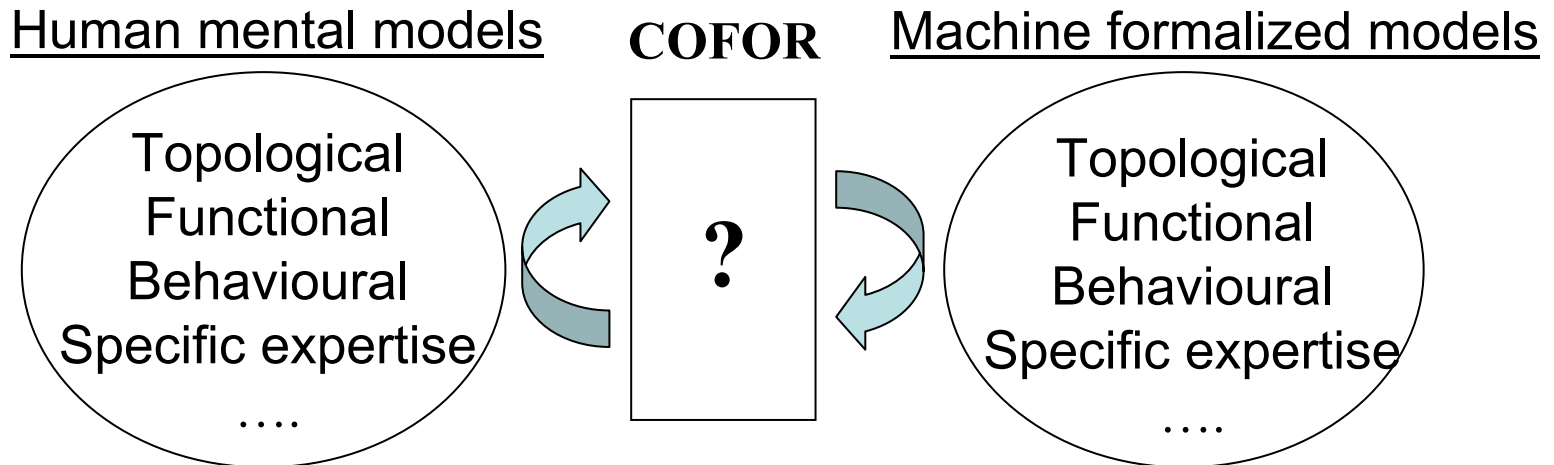 Human mental models
COFOR
Machine formalized models
Topological
Functional
Behavioural
Specific expertise
....
?
Topological
Functional
Behavioural
Specific expertise
....